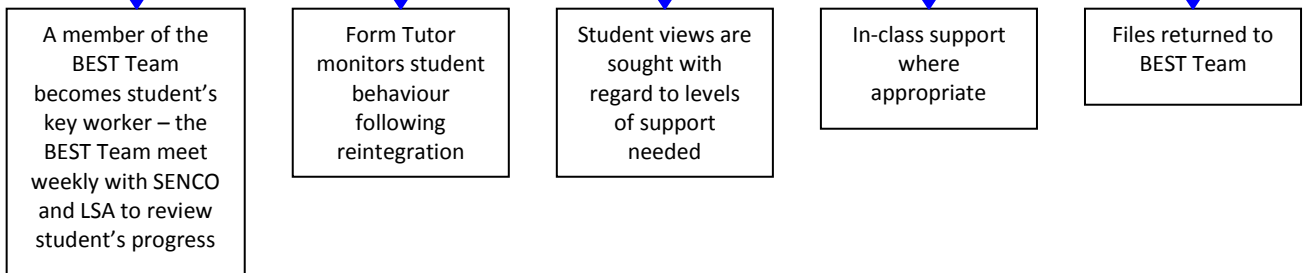 A member of the
BEST Team
becomes student’s
key worker – the
BEST Team meet
weekly with SENCO
and LSA to review
student’s progress
Form Tutor
monitors student
behaviour
following
reintegration
Student views are
sought with
regard to levels
of support
needed
In-class support
where
appropriate
Files returned to
BEST Team